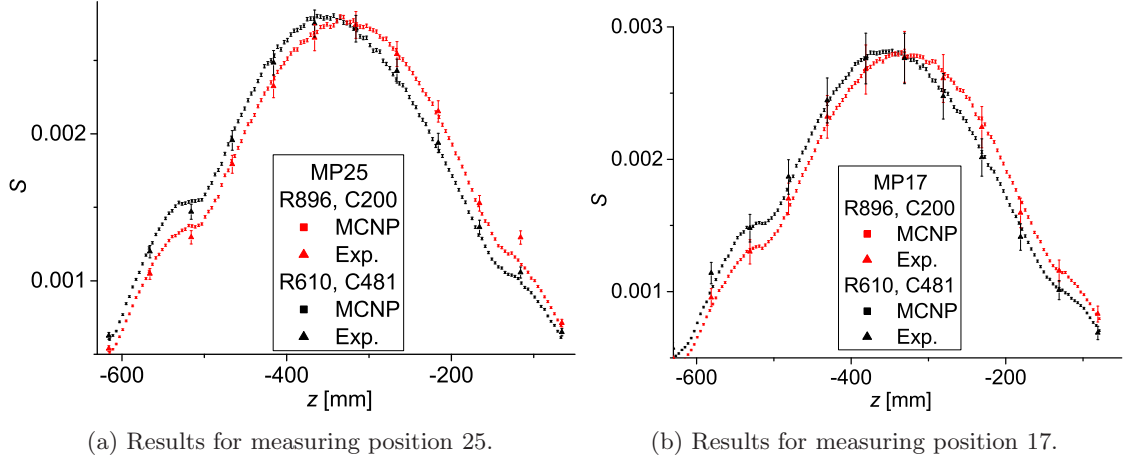 S
0.002
0.001
-600
-400
-200
z [mm]
MP25
R896, C200
MCNP
Exp.
R610, C481
MCNP
Exp.
(a) Results for measuring position 25.
S
0.003
0.002
0.001
-600
-400
-200
z [mm]
MP17
R896, C200
MCNP
Exp.
R610, C481
MCNP
Exp.
(b) Results for measuring position 17.